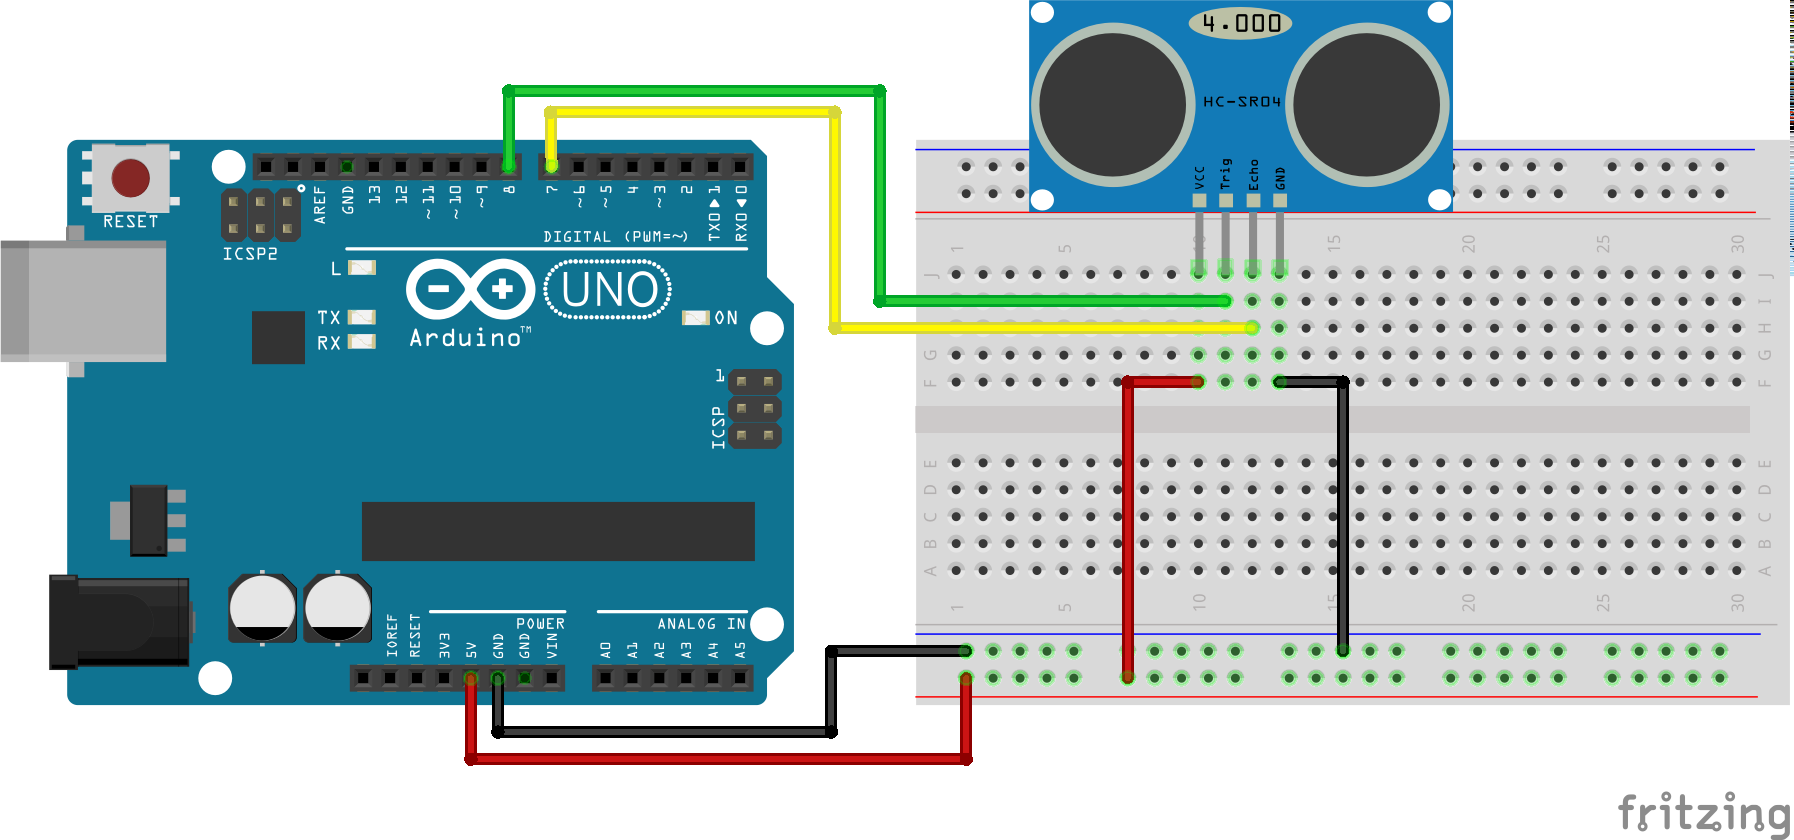 4.000
HC-SR04
VCC
Trig
Echo
GND
RESET
ICSP2
AREF
GND
13
12
~11
~10
~9
8
7
~6
~5
4
~3
2
TX0▶1
RX0◀0
DIGITAL (PWM=~)
L
TX
RX
UNO
Arduino™
ON
1
ICSP
POWER
ANALOG IN
IOREF
RESET
3V3
5V
GND
GND
VIN
A0
A1
A2
A3
A4
A5
1 5 10 15 20 25 30
J J
I I
H H
G G
F F
E E
D D
C C
B B
A A
1 5 10 15 20 25 30
fritzing